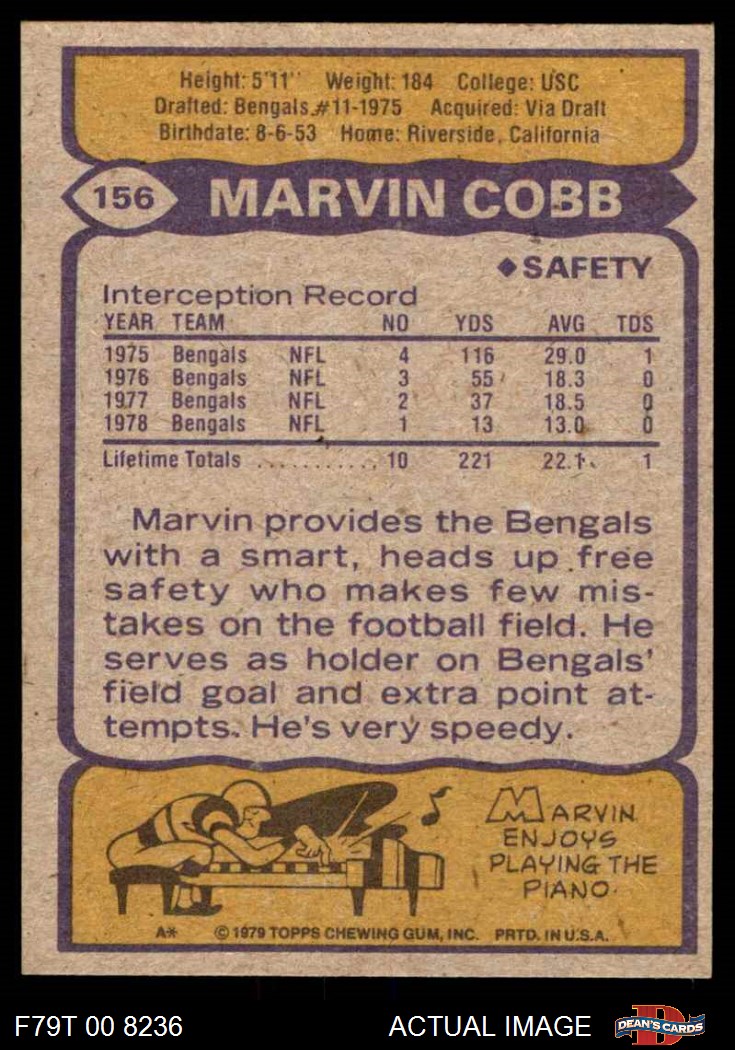 Height: 5'11" Weight: 184 College: USC
Drafted: Bengals #11-1975 Acquired: Via Draft
Birthdate: 8-6-53 Home: Riverside, California
156 MARVIN COBB
◆SAFETY
Interception Record
YEAR TEAM NO YDS AVG TDS
1975 Bengals NFL 4 116 29.0 1
1976 Bengals NFL 3 55 18.3 0
1977 Bengals NFL 2 37 18.5 0
1978 Bengals NFL 1 13 13.0 0
Lifetime Totals ........... 10 221 22.1 1
Marvin provides the Bengals
with a smart, heads up free
safety who makes few mis-
takes on the football field. He
serves as holder on Bengals'
field goal and extra point at-
tempts. He's very speedy.
MARVIN
ENJOYS
PLAYING THE
PIANO.
A* © 1979 TOPPS CHEWING GUM, INC. PRTD. IN U.S.A.
F79T 00 8236 ACTUAL IMAGE D DEAN'S CARDS